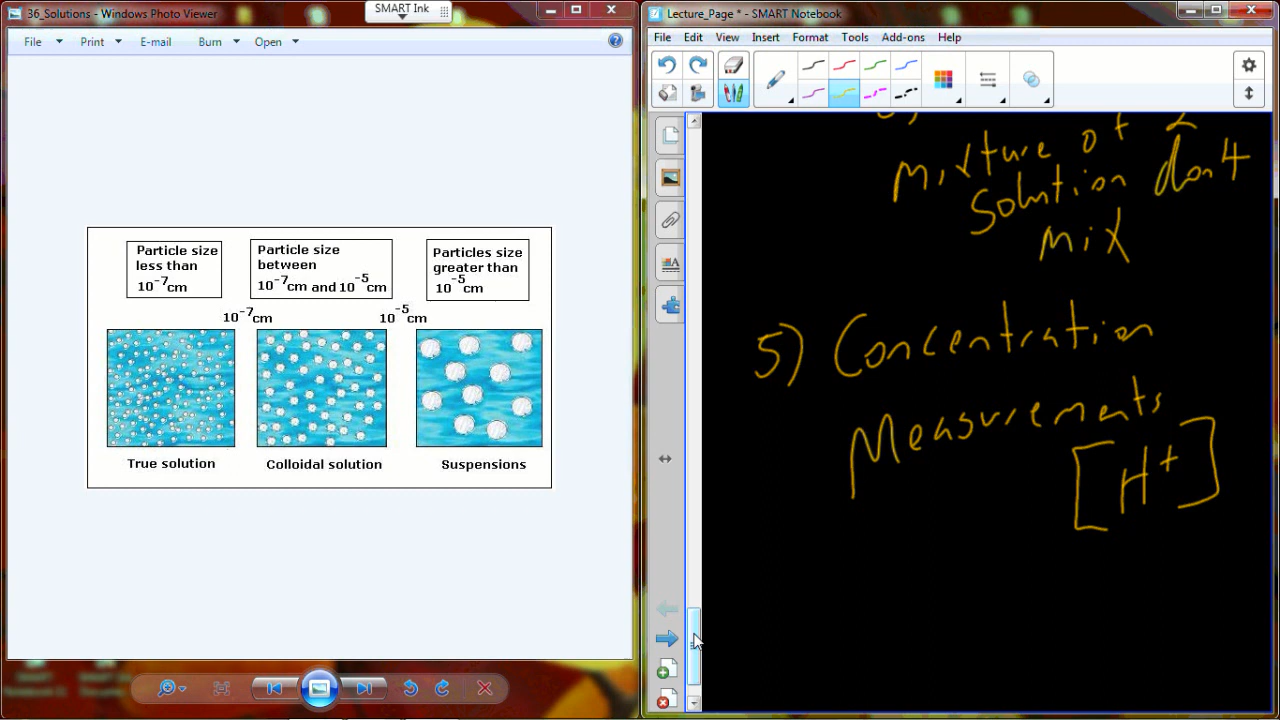 36_Solutions - Windows Photo Viewer
SMART Ink
File Print E-mail Burn Open
Particle size less than 10⁻⁷cm
Particle size between 10⁻⁷cm and 10⁻⁵cm
Particles size greater than 10⁻⁵cm
10⁻⁷cm
10⁻⁵cm
True solution
Colloidal solution
Suspensions
Lecture_Page * - SMART Notebook
File Edit View Insert Format Tools Add-ons Help
Mixture of 2
Solution don't
mix
5) Concentration
Measurements
[H⁺]